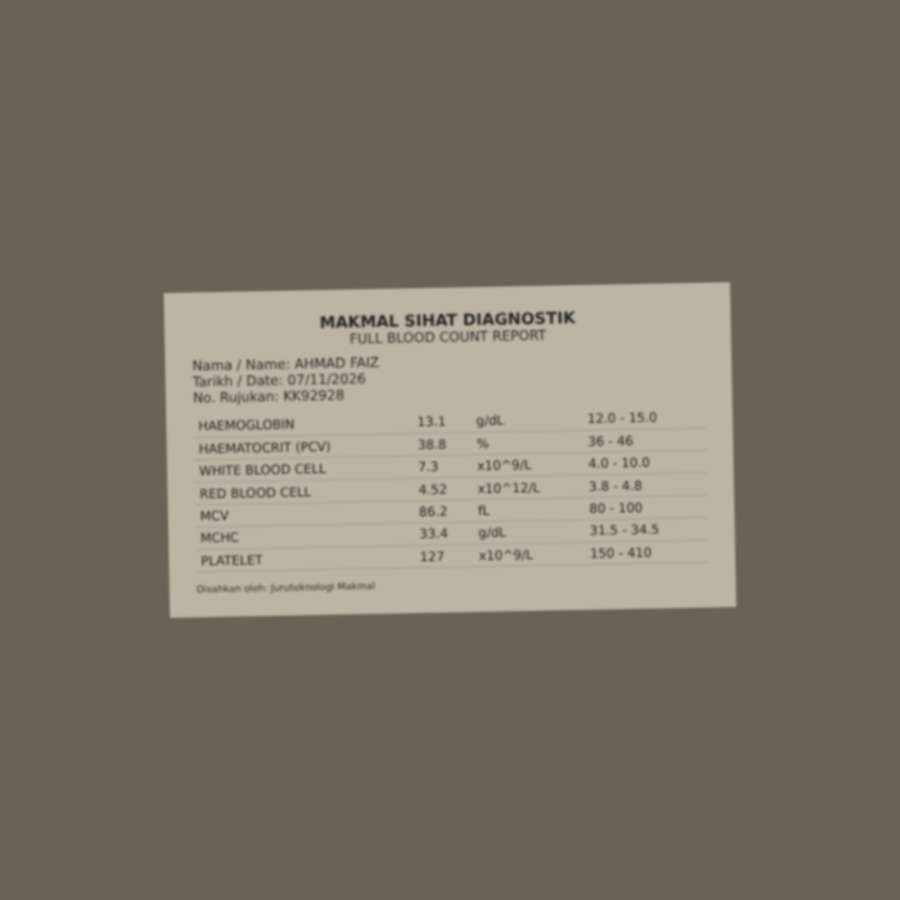 MAKMAL SIHAT DIAGNOSTIK
FULL BLOOD COUNT REPORT
Nama / Name: AHMAD FAIZ
Tarikh / Date: 07/11/2026
No. Rujukan: KK92928
HAEMOGLOBIN 13.1 g/dL 12.0 - 15.0
HAEMATOCRIT (PCV) 38.8 % 36 - 46
WHITE BLOOD CELL 7.3 x10^9/L 4.0 - 10.0
RED BLOOD CELL 4.52 x10^12/L 3.8 - 4.8
MCV 86.2 fL 80 - 100
MCHC 33.4 g/dL 31.5 - 34.5
PLATELET 127 x10^9/L 150 - 410
Disahkan oleh: Juruteknologi Makmal